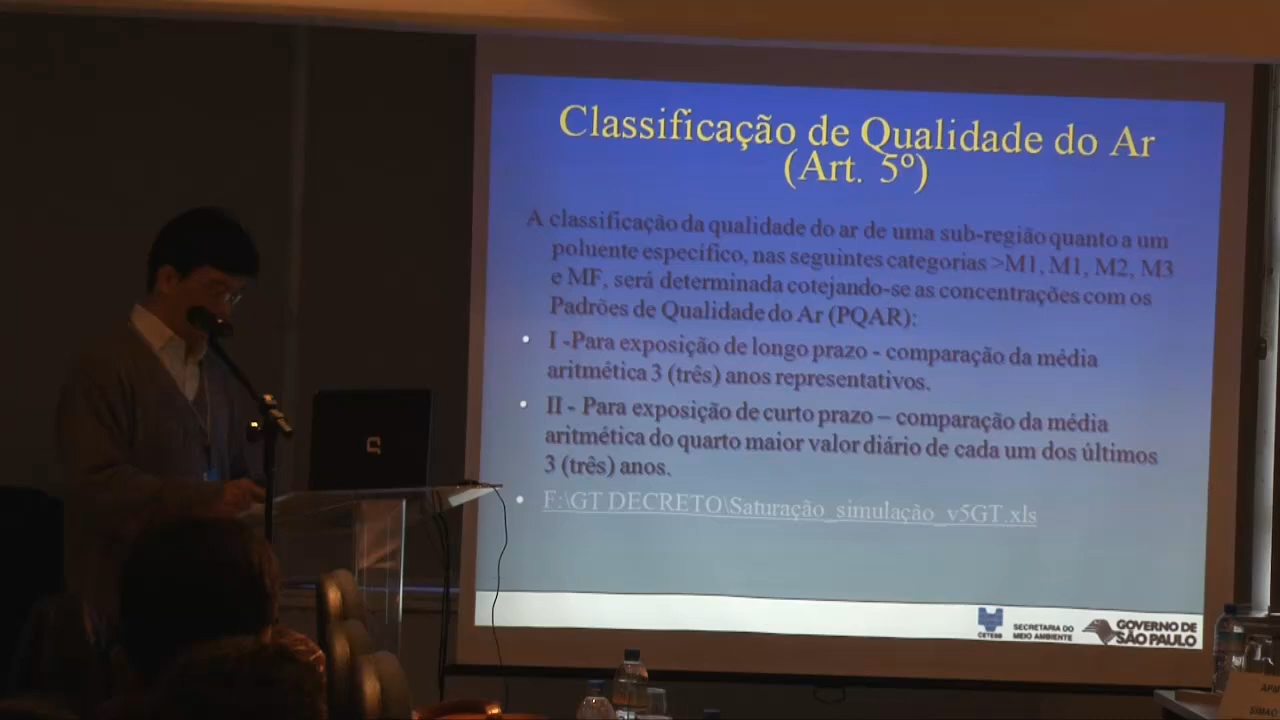 Classificação de Qualidade do Ar
(Art. 5º)
A classificação da qualidade do ar de uma sub-região quanto a um
poluente específico, nas seguintes categorias >M1, M1, M2, M3
e MF, será determinada cotejando-se as concentrações com os
Padrões de Qualidade do Ar (PQAR):
• I -Para exposição de longo prazo - comparação da média
aritmética 3 (três) anos representativos.
• II - Para exposição de curto prazo – comparação da média
aritmética do quarto maior valor diário de cada um dos últimos
3 (três) anos.
• F:\GT DECRETO\Saturação_simulação_v5GT.xls
CETESB
SECRETARIA DO
MEIO AMBIENTE
GOVERNO DE
SÃO PAULO